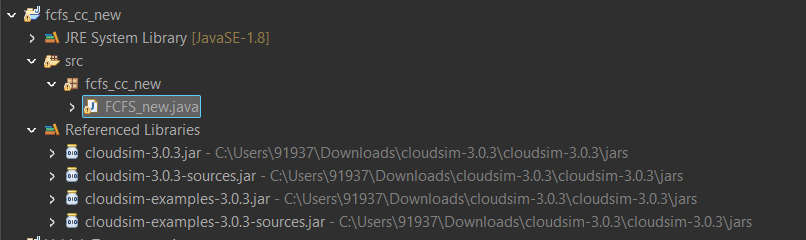 fcfs_cc_new
JRE System Library [JavaSE-1.8]
src
fcfs_cc_new
FCFS_new.java
Referenced Libraries
cloudsim-3.0.3.jar - C:\Users\91937\Downloads\cloudsim-3.0.3\cloudsim-3.0.3\jars
cloudsim-3.0.3-sources.jar - C:\Users\91937\Downloads\cloudsim-3.0.3\cloudsim-3.0.3\jars
cloudsim-examples-3.0.3.jar - C:\Users\91937\Downloads\cloudsim-3.0.3\cloudsim-3.0.3\jars
cloudsim-examples-3.0.3-sources.jar - C:\Users\91937\Downloads\cloudsim-3.0.3\cloudsim-3.0.3\jars